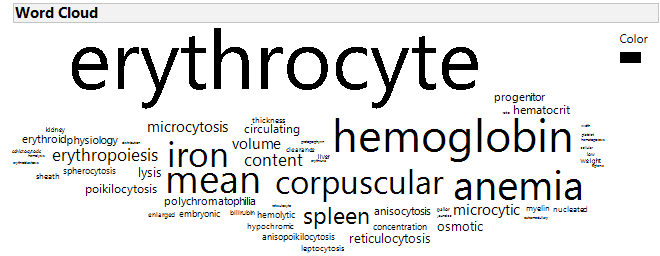 Word Cloud
Color
erythrocyte
progenitor
hematocrit
thickness
kidney
microcytosis
circulating
hemoglobin
erythroid
physiology
volume
erythropoiesis
iron
content
liver
low
weight
spherocytosis
lysis
sheath
mean
corpuscular
anemia
poikilocytosis
polychromatophilia
enlarged
embryonic
bilirubin
hemolytic
spleen
anisocytosis
microcytic
myelin
nucleated
hypochromic
concentration
osmotic
anisopoikilocytosis
reticulocytosis
leptocytosis